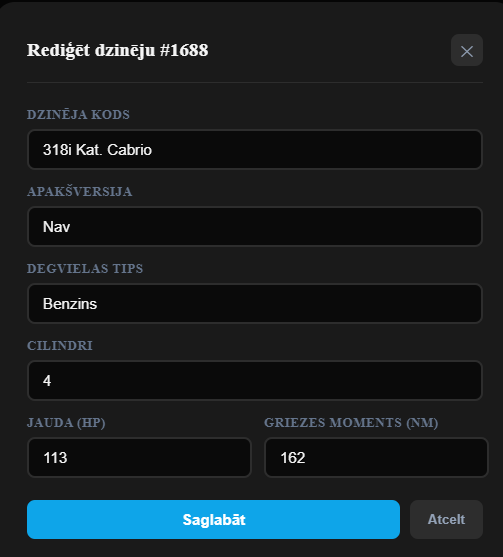 Rediģēt dzinēju #1688
DZINĒJA KODS
318i Kat. Cabrio
APAKŠVERSIJA
Nav
DEGVIELAS TIPS
Benzins
CILINDRI
4
JAUDA (HP) GRIEZES MOMENTS (NM)
113 162
Saglabāt Atcelt